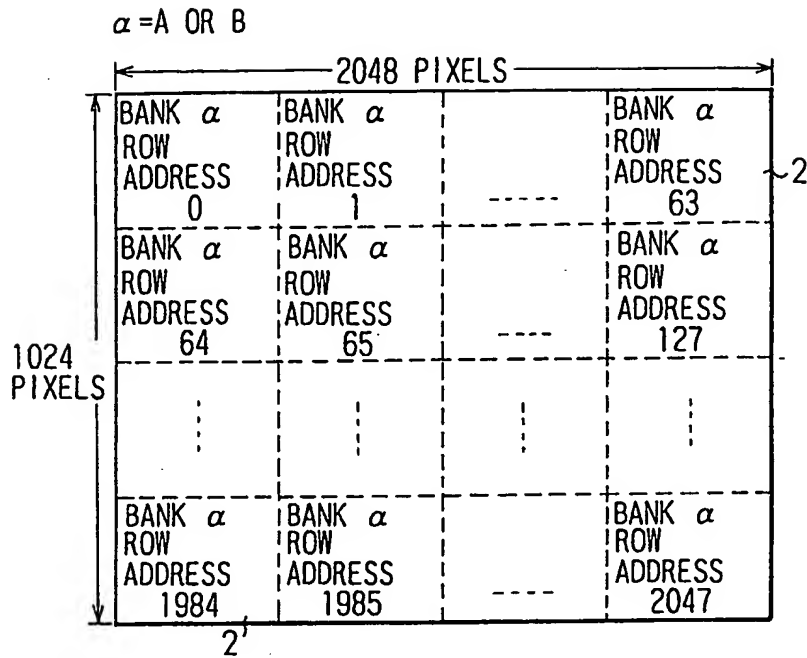 α=A OR B
2048 PIXELS
BANK α
ROW
ADDRESS
0
BANK α
ROW
ADDRESS
1
BANK α
ROW
ADDRESS
63
2
BANK α
ROW
ADDRESS
64
BANK α
ROW
ADDRESS
65
BANK α
ROW
ADDRESS
127
1024
PIXELS
BANK α
ROW
ADDRESS
1984
BANK α
ROW
ADDRESS
1985
BANK α
ROW
ADDRESS
2047
2